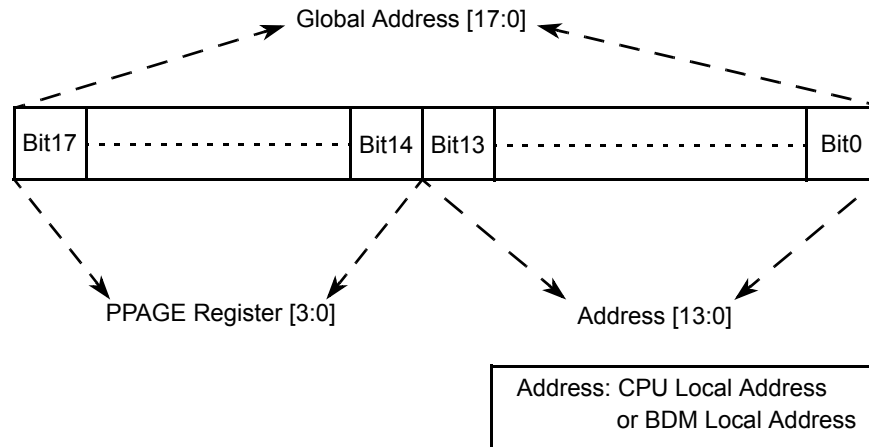 Global Address [17:0]
Bit17 Bit14 Bit13 Bit0
PPAGE Register [3:0] Address [13:0]
Address: CPU Local Address
or BDM Local Address